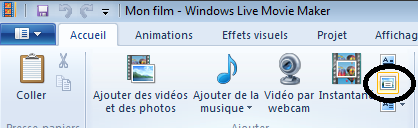 Mon film - Windows Live Movie Maker
Accueil Animations Effets visuels Projet Affichag
Coller Ajouter des vidéos et des photos Ajouter de la musique Vidéo par webcam Instantané
Presse-papiers Ajouter